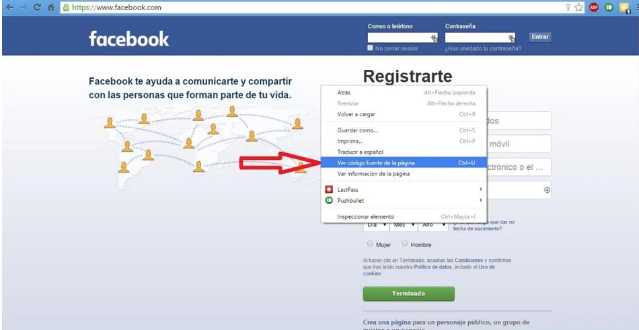 https://www.facebook.com
facebook
Correo o teléfono
Contraseña
Entrar
No cerrar sesión
¿Has olvidado tu contraseña?
Facebook te ayuda a comunicarte y compartir
con las personas que forman parte de tu vida.
Registrarte
Atrás Alt+Flecha izquierda
Reenviar Alt+Flecha derecha
Volver a cargar Ctrl+R
Guardar como... Ctrl+S
Imprimir... Ctrl+P
Traducir a español
Ver código fuente de la página Ctrl+U
Ver información de la página
LastPass
Pushbullet
Inspeccionar elemento Ctrl+Mayús+I
dos
móvil
ctrónico o el ...
Día Mes Año
que dar mi
fecha de nacimiento?
Mujer Hombre
Al hacer clic en Terminado, aceptas las Condiciones y confirmas
que has leído nuestra Política de datos, incluido el Uso de
cookies.
Terminado
Crea una página para un personaje público, un grupo de